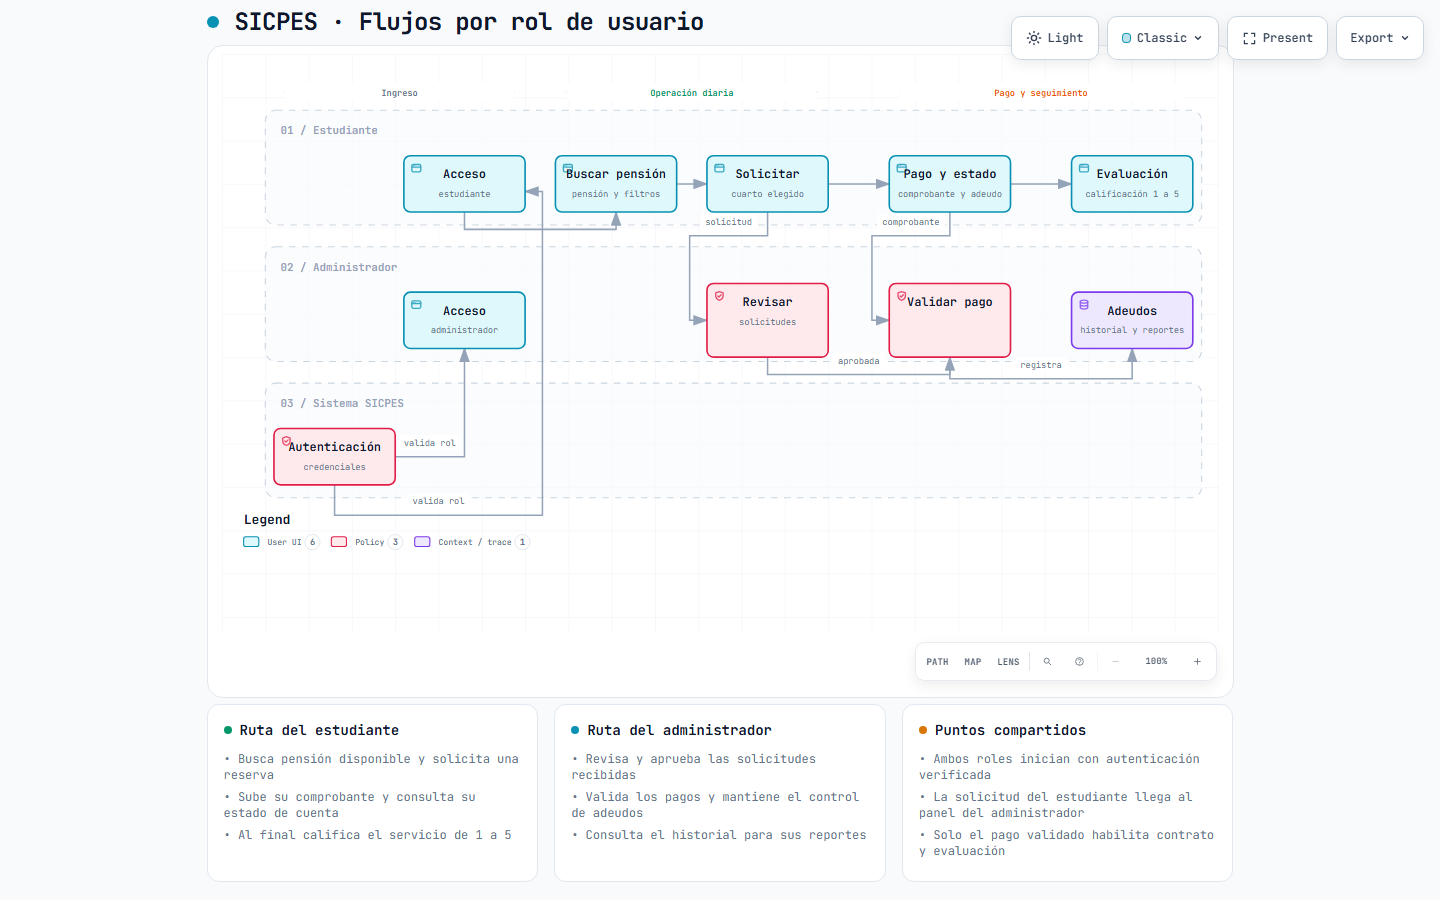 SICPES · Flujos por rol de usuario
Light
Classic
Present
Export
Ingreso
Operación diaria
Pago y seguimiento
01 / Estudiante
Acceso
estudiante
Buscar pensión
pensión y filtros
Solicitar
cuarto elegido
Pago y estado
comprobante y adeudo
Evaluación
calificación 1 a 5
solicitud
comprobante
02 / Administrador
Acceso
administrador
Revisar
solicitudes
Validar pago
Adeudos
historial y reportes
aprobada
registra
03 / Sistema SICPES
Autenticación
credenciales
valida rol
valida rol
Legend
User UI 6
Policy 3
Context / trace 1
PATH
MAP
LENS
100%
Ruta del estudiante
• Busca pensión disponible y solicita una
reserva
• Sube su comprobante y consulta su
estado de cuenta
• Al final califica el servicio de 1 a 5
Ruta del administrador
• Revisa y aprueba las solicitudes
recibidas
• Valida los pagos y mantiene el control
de adeudos
• Consulta el historial para sus reportes
Puntos compartidos
• Ambos roles inician con autenticación
verificada
• La solicitud del estudiante llega al
panel del administrador
• Solo el pago validado habilita contrato
y evaluación